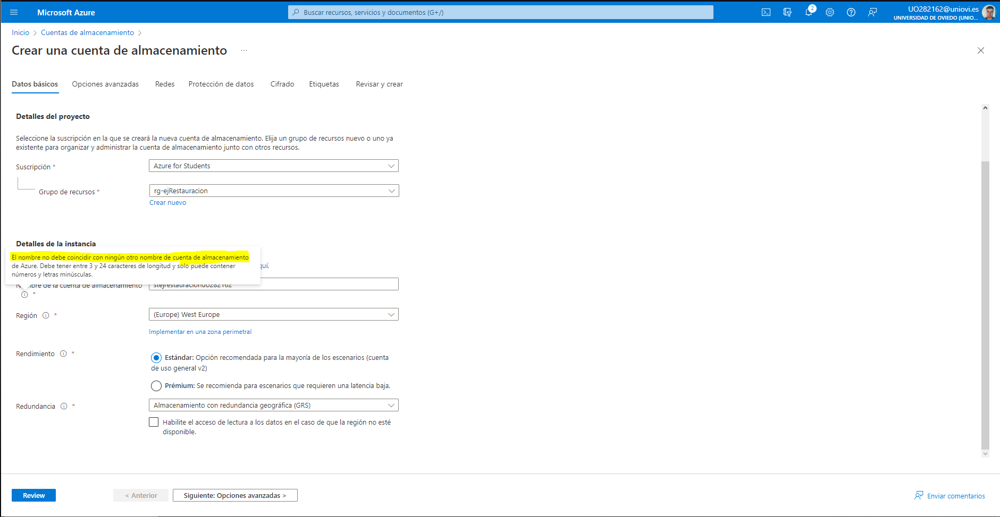 Microsoft Azure
Buscar recursos, servicios y documentos (G+/)
2
UO282162@uniovi.es
UNIVERSIDAD DE OVIEDO (UNIO...
Inicio > Cuentas de almacenamiento >
Crear una cuenta de almacenamiento ...
Datos básicos Opciones avanzadas Redes Protección de datos Cifrado Etiquetas Revisar y crear
Detalles del proyecto
Seleccione la suscripción en la que se creará la nueva cuenta de almacenamiento. Elija un grupo de recursos nuevo o uno ya
existente para organizar y administrar la cuenta de almacenamiento junto con otros recursos.
Suscripción * Azure for Students
Grupo de recursos * rg-ejRestauracion
Crear nuevo
Detalles de la instancia
El nombre no debe coincidir con ningún otro nombre de cuenta de almacenamiento
de Azure. Debe tener entre 3 y 24 caracteres de longitud y solo puede contener
números y letras minúsculas.
quí.
de la cuenta de almacenamiento stejrestauracionuo282162
*
Región * (Europe) West Europe
Implementar en una zona perimetral
Rendimiento * Estándar: Opción recomendada para la mayoría de los escenarios (cuenta
de uso general v2)
Prémium: Se recomienda para escenarios que requieren una latencia baja.
Redundancia * Almacenamiento con redundancia geográfica (GRS)
Habilite el acceso de lectura a los datos en el caso de que la región no esté
disponible.
Review < Anterior Siguiente: Opciones avanzadas > Enviar comentarios